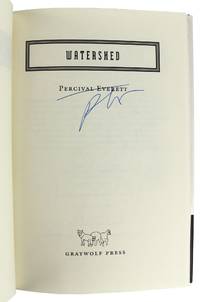 WATERSHED
PERCIVAL EVERETT
GRAYWOLF PRESS